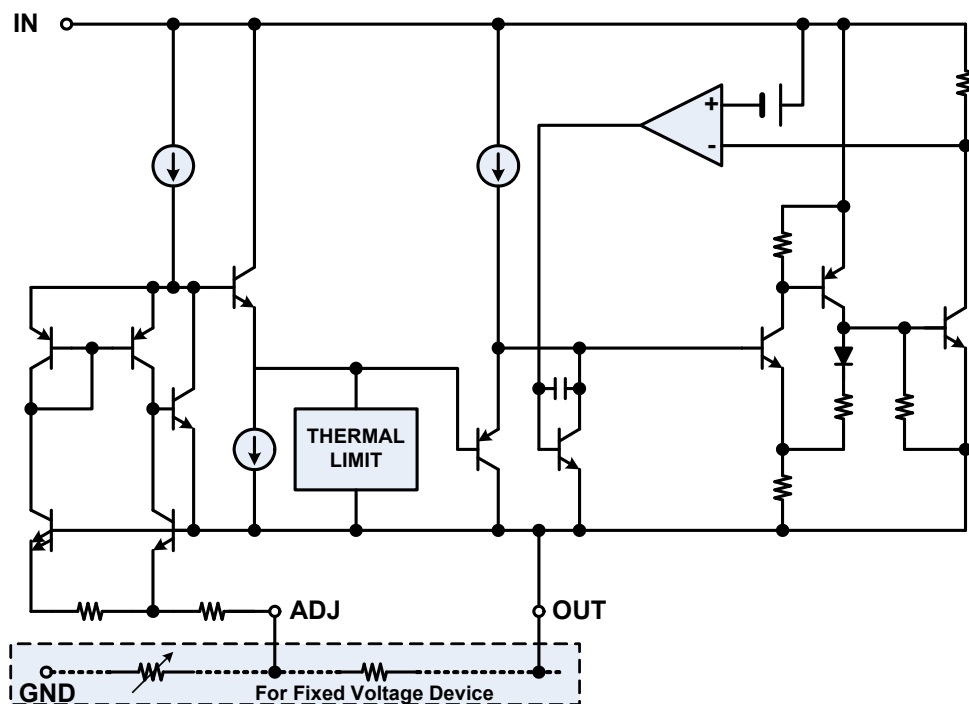 IN
+
-
THERMAL
LIMIT
ADJ
OUT
GND
For Fixed Voltage Device